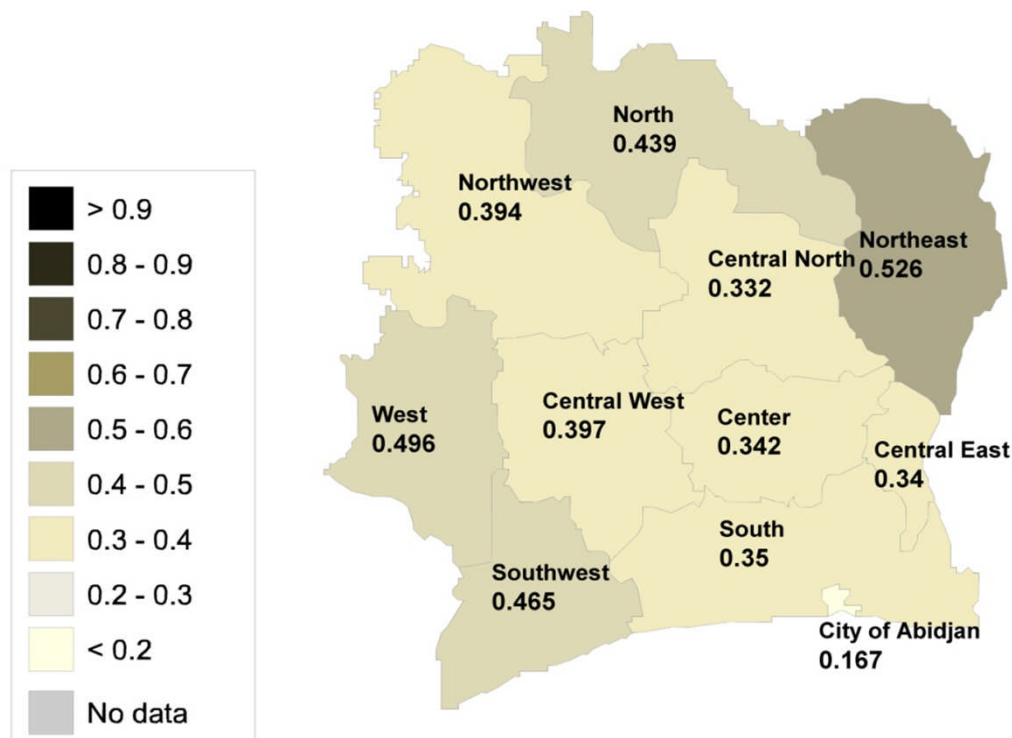 > 0.9
0.8 - 0.9
0.7 - 0.8
0.6 - 0.7
0.5 - 0.6
0.4 - 0.5
0.3 - 0.4
0.2 - 0.3
< 0.2
No data
North
0.439
Northwest
0.394
Northeast
0.526
Central North
0.332
West
0.496
Central West
0.397
Center
0.342
Central East
0.34
South
0.35
Southwest
0.465
City of Abidjan
0.167